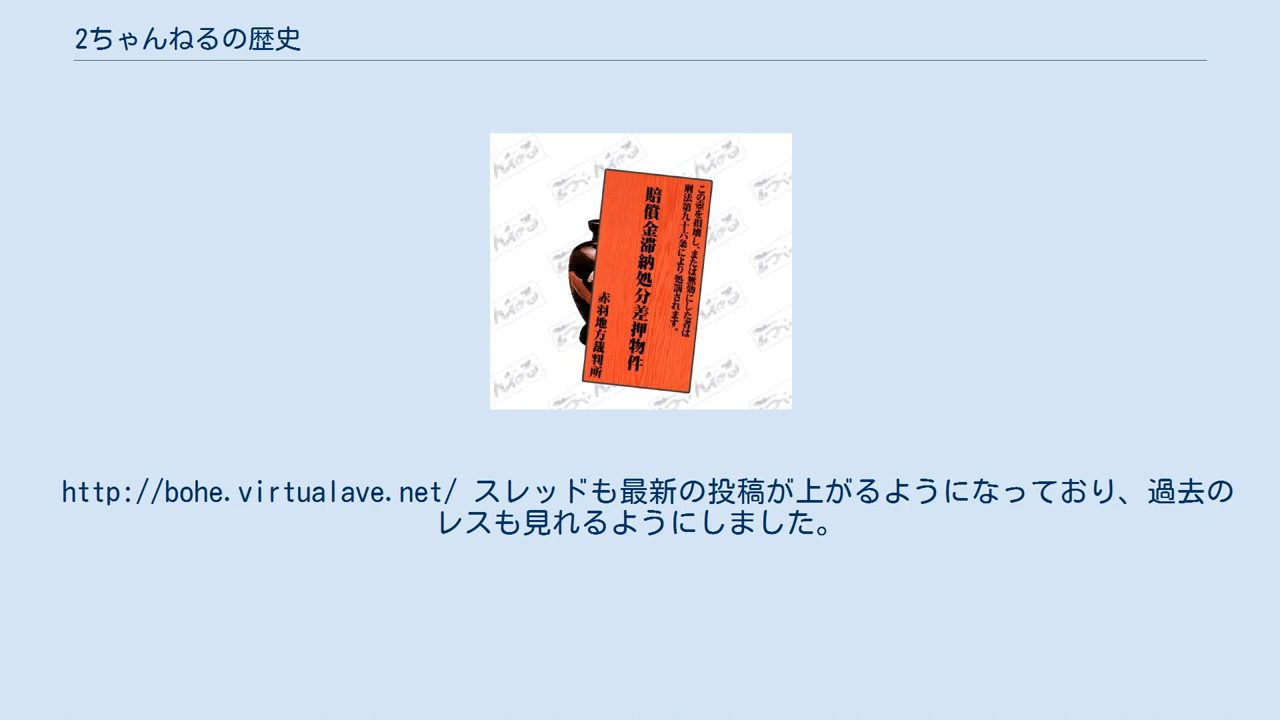 2ちゃんねるの歴史
この壺を損壊し、または無効にした者は
刑法第九十六条により処罰されます。
賠償金滞納処分差押物件
赤羽地方裁判所
http://bohe.virtualave.net/ スレッドも最新の投稿が上がるようになっており、過去の
レスも見れるようにしました。